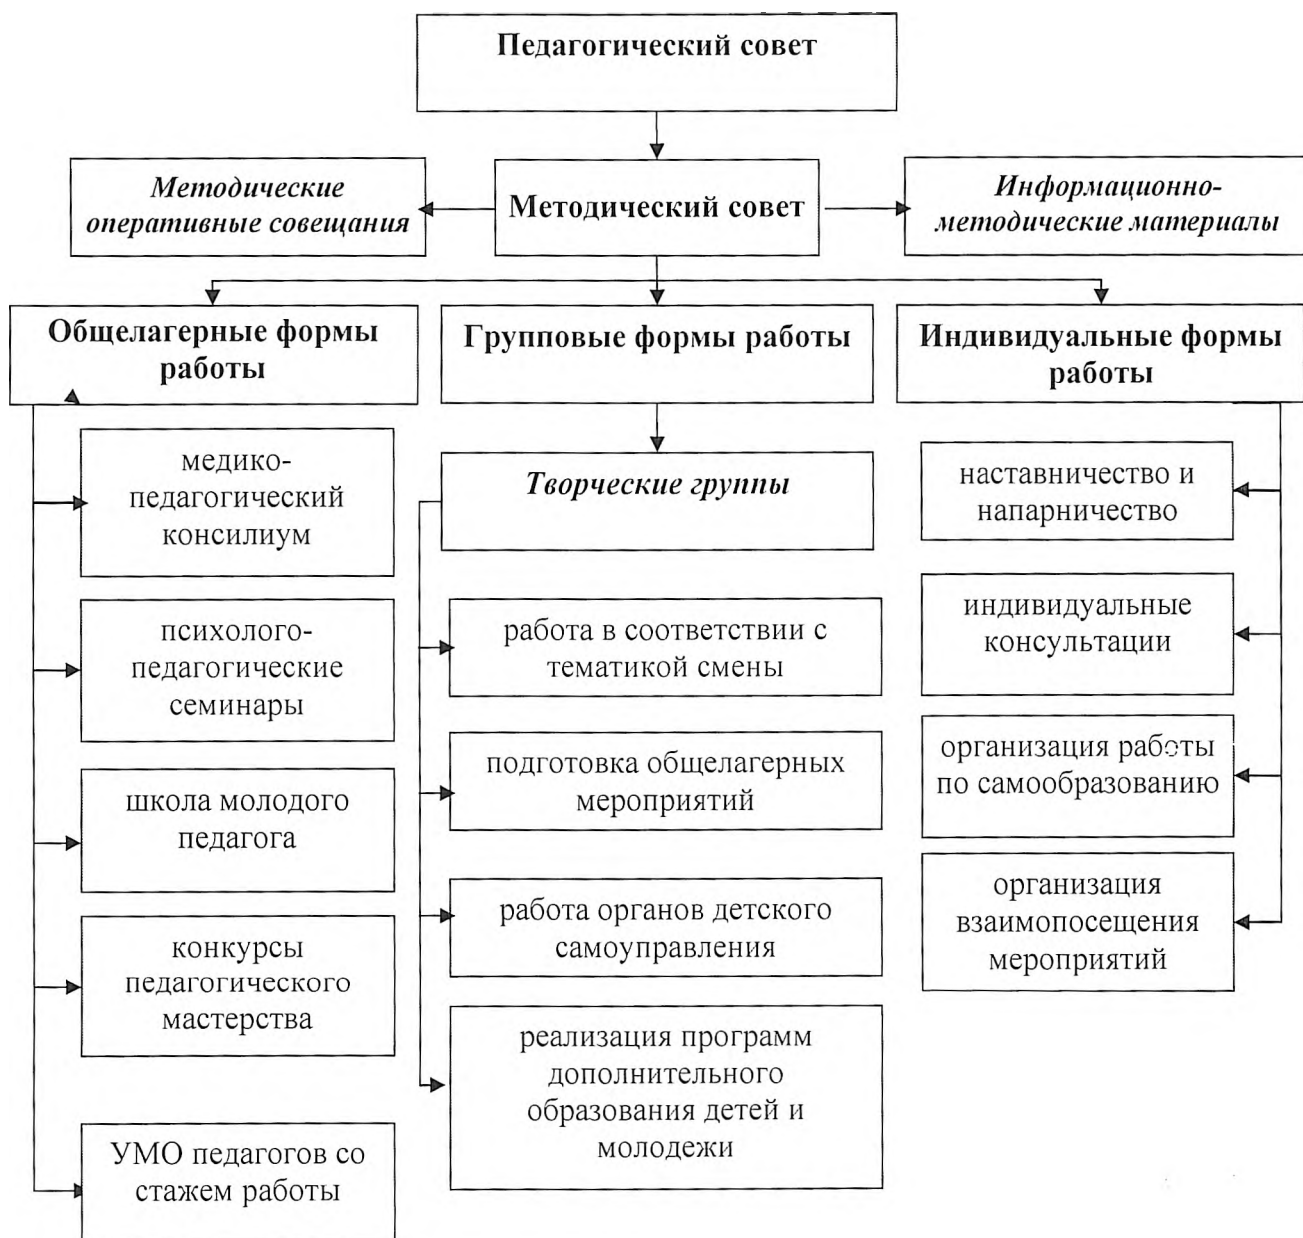 Педагогический совет
Методические
оперативные совещания
Методический совет
Информационно-
методические материалы
Общелагерные формы
работы
Групповые формы работы
Индивидуальные формы
работы
медико-
педагогический
консилиум
психолого-
педагогические
семинары
школа молодого
педагога
конкурсы
педагогического
мастерства
УМО педагогов со
стажем работы
Творческие группы
работа в соответствии с
тематикой смены
подготовка общелагерных
мероприятий
работа органов детского
самоуправления
реализация программ
дополнительного
образования детей и
молодежи
наставничество и
напарничество
индивидуальные
консультации
организация работы
по самообразованию
организация
взаимопосещения
мероприятий